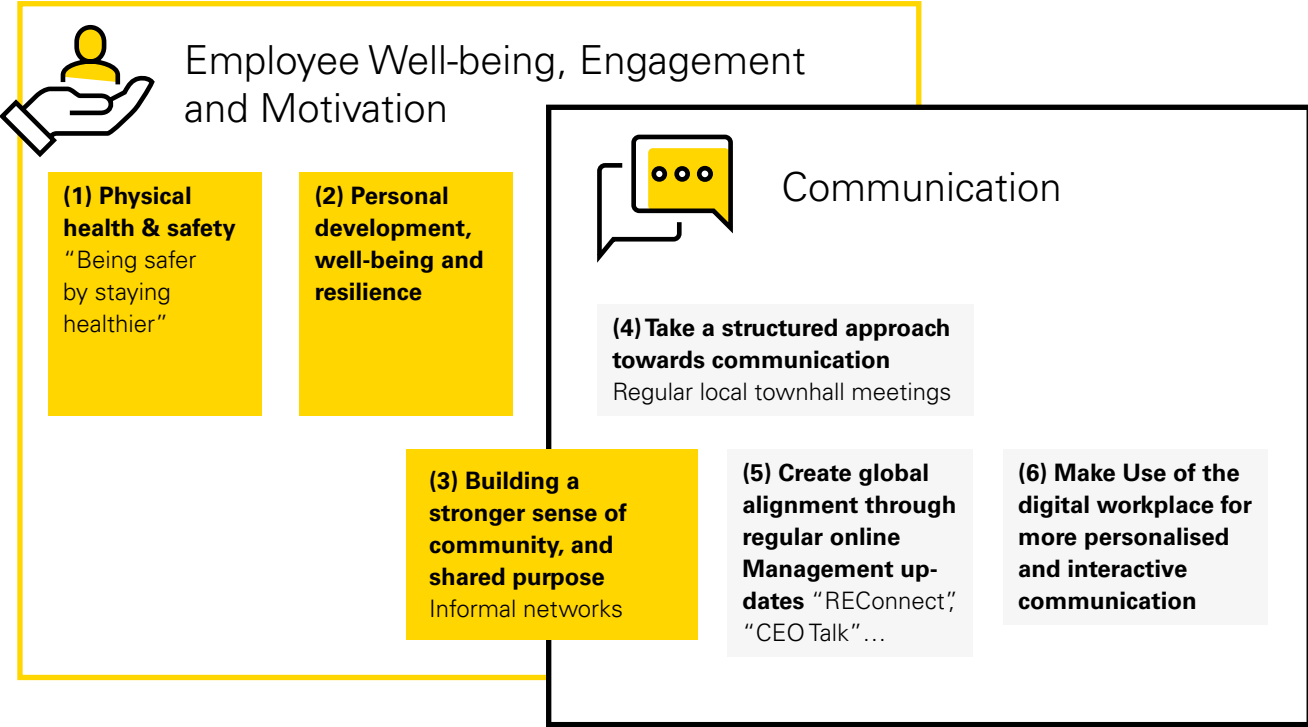 Employee Well-being, Engagement
and Motivation
Communication
(1) Physical
health & safety
“Being safer
by staying
healthier”
(2) Personal
development,
well-being and
resilience
(4) Take a structured approach
towards communication
Regular local townhall meetings
(3) Building a
stronger sense of
community, and
shared purpose
Informal networks
(5) Create global
alignment through
regular online
Management up-
dates “REConnect”,
“CEO Talk”…
(6) Make Use of the
digital workplace for
more personalised
and interactive
communication